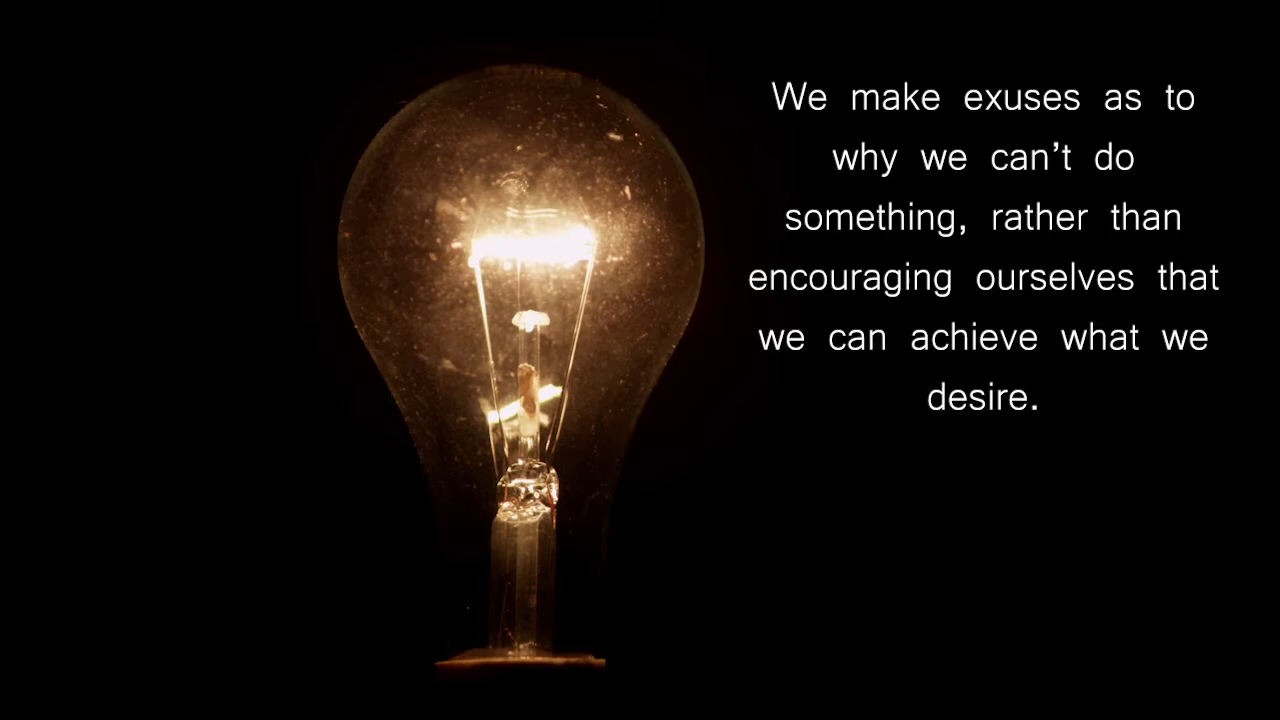 We make exuses as to
why we can’t do
something, rather than
encouraging ourselves that
we can achieve what we
desire.